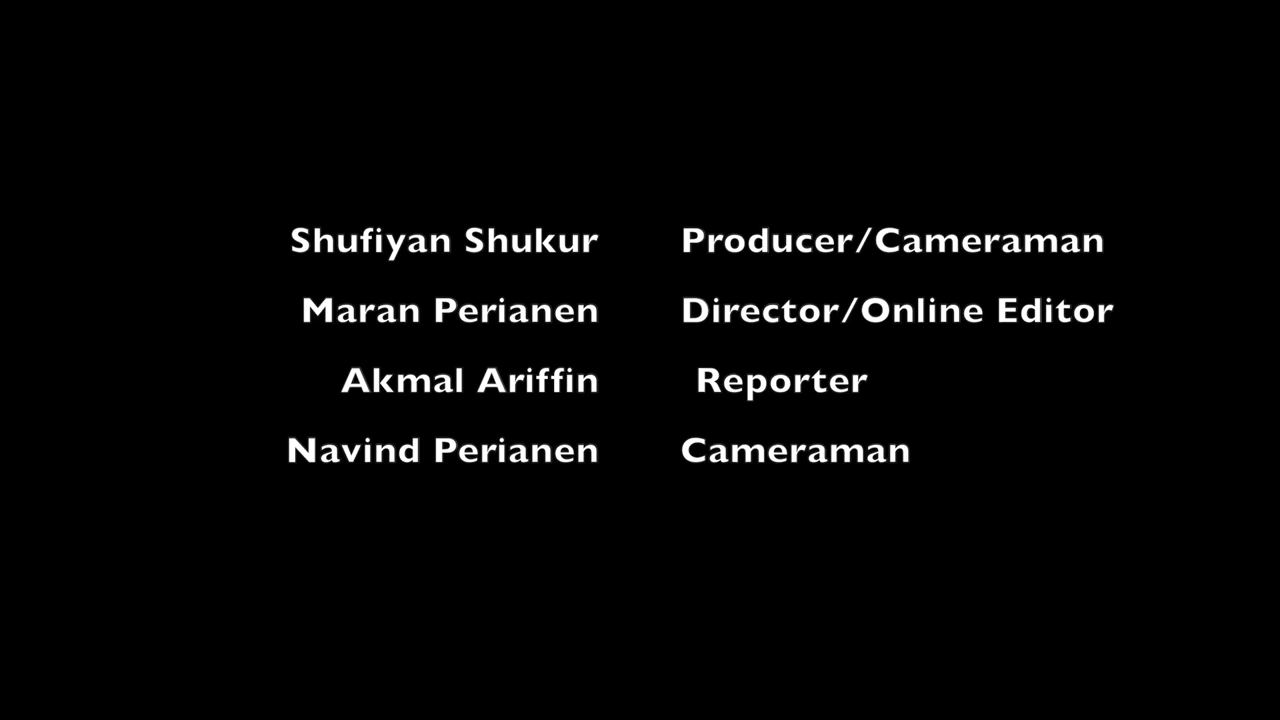 Shufiyan Shukur Producer/Cameraman
Maran Perianen Director/Online Editor
Akmal Ariffin Reporter
Navind Perianen Cameraman